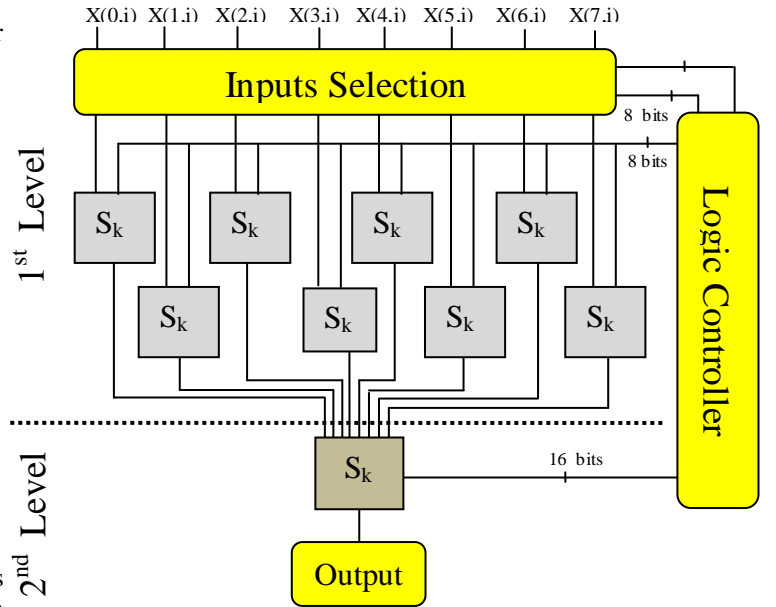 X(0,i) X(1,i) X(2,i) X(3,i) X(4,i) X(5,i) X(6,i) X(7,i)
Inputs Selection
8 bits
8 bits
1st Level
Sk Sk Sk Sk
Sk Sk Sk Sk
Logic Controller
Sk
16 bits
2nd Level
Output